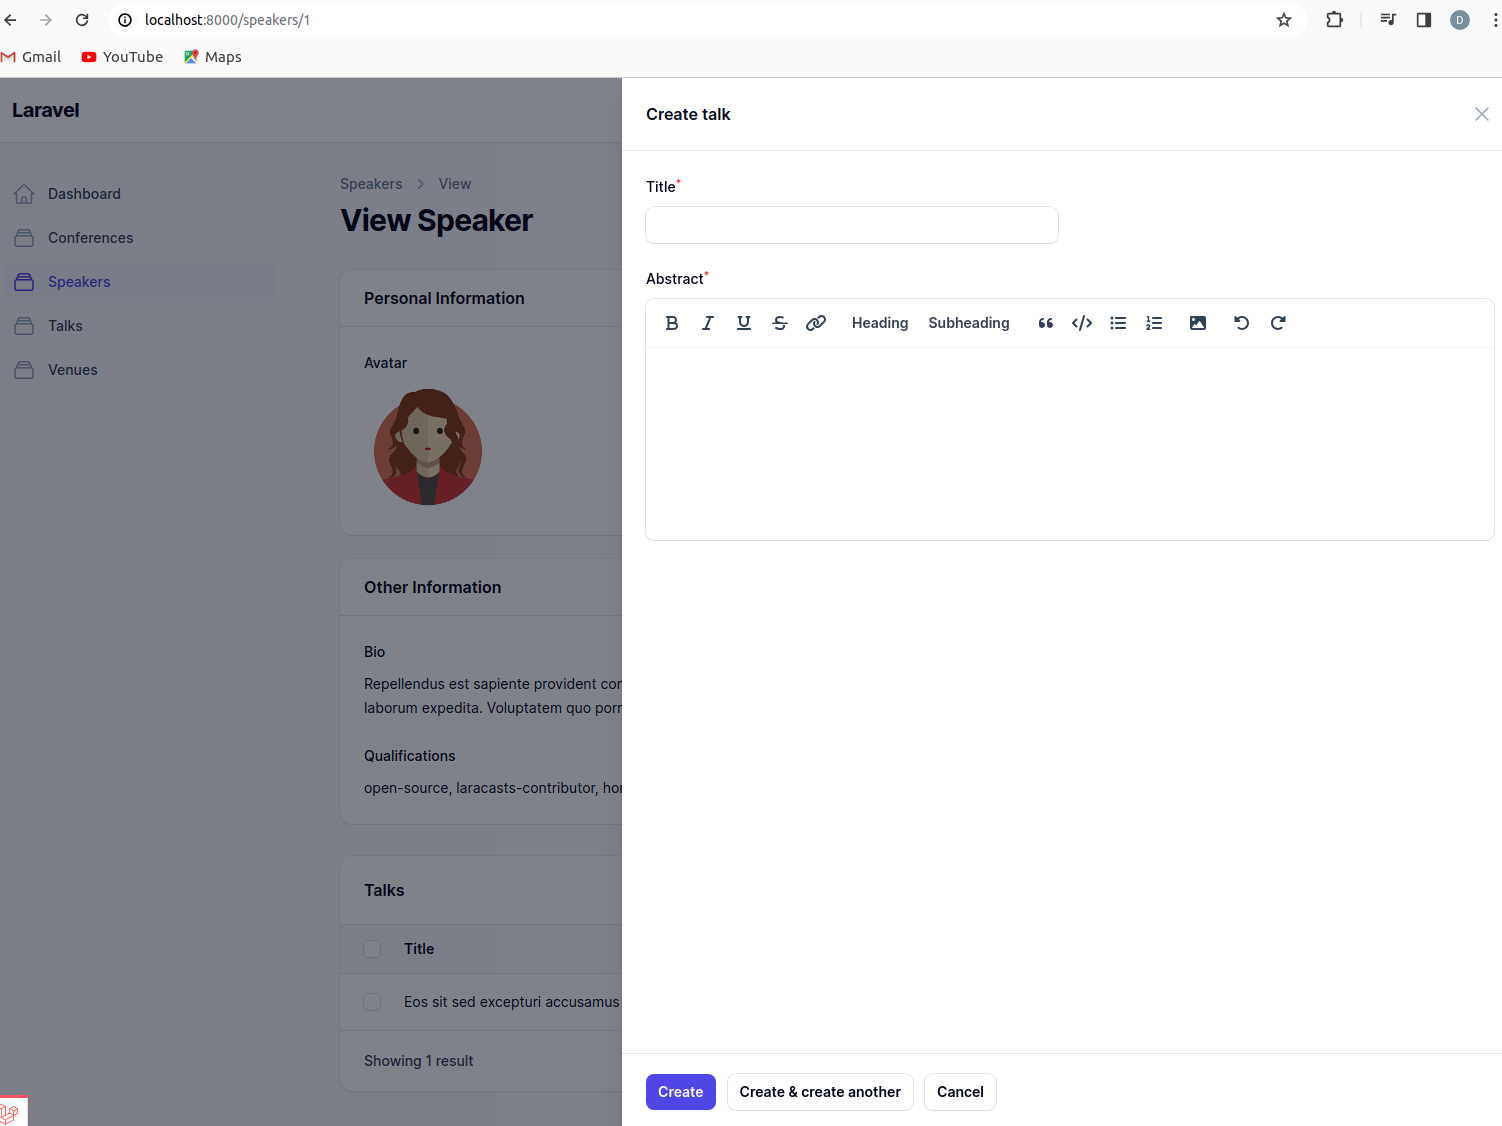 localhost:8000/speakers/1
D
Gmail YouTube Maps
Laravel
Dashboard
Conferences
Speakers
Talks
Venues
Speakers View
View Speaker
Personal Information
Avatar
Other Information
Bio
Repellendus est sapiente provident
laborum expedita. Voluptatem quo
Qualifications
open-source, laracasts-contributor,
Talks
Title
Eos sit sed excepturi accusamus
Showing 1 result
Create talk
Title*
Abstract*
B I U S Heading Subheading
Create Create & create another Cancel